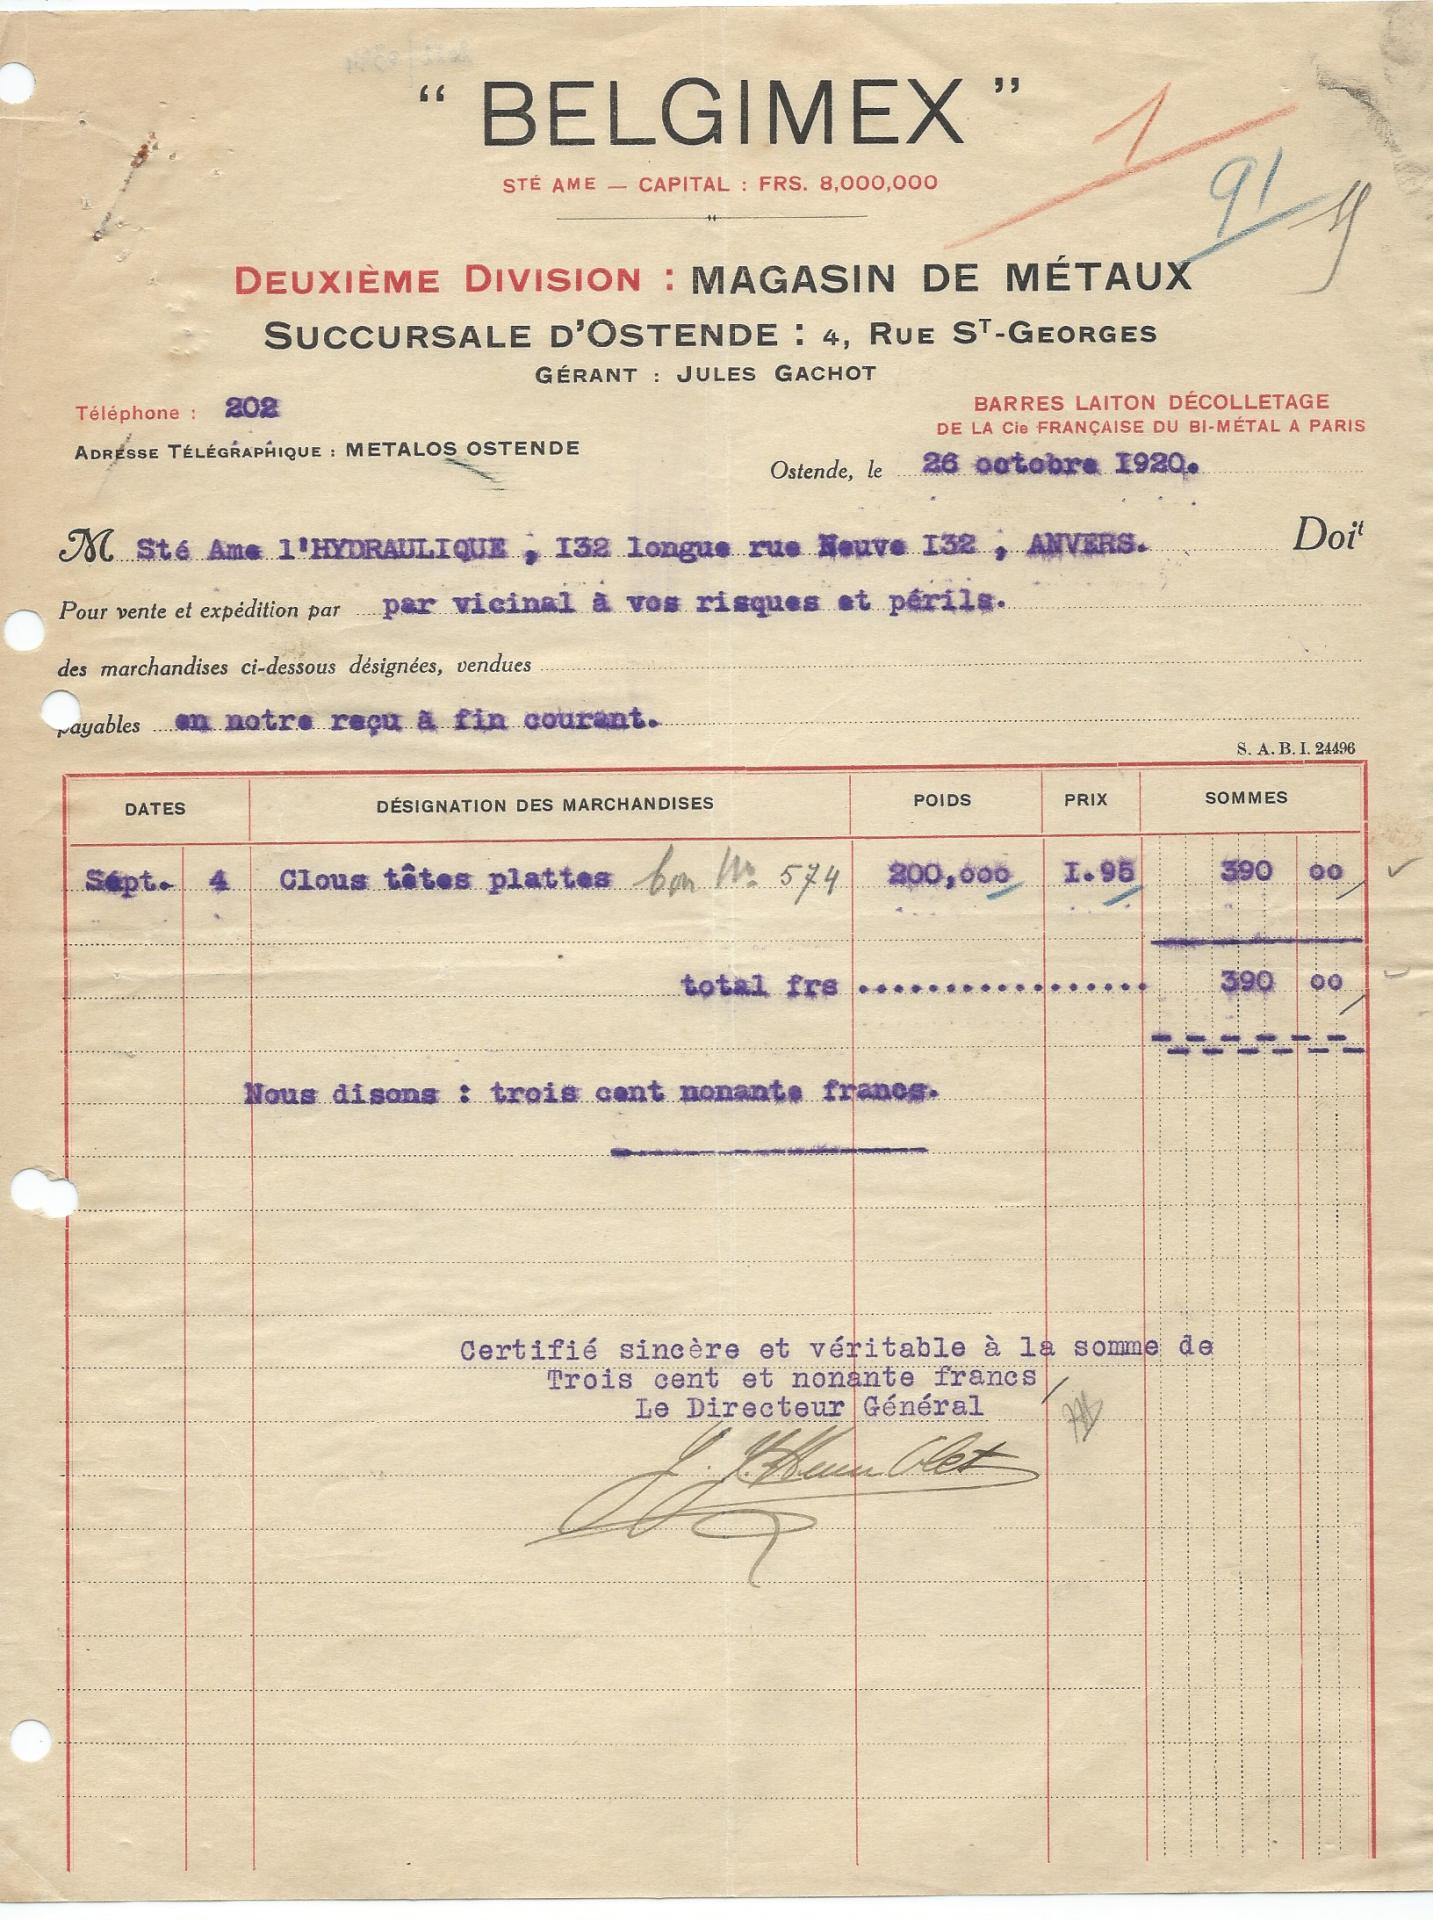 " BELGIMEX "
STÉ AME — CAPITAL : FRS. 8,000,000
1
91
DEUXIÈME DIVISION : MAGASIN DE MÉTAUX
SUCCURSALE D'OSTENDE : 4, RUE ST-GEORGES
GÉRANT : JULES GACHOT
Téléphone : 202
BARRES LAITON DÉCOLLETAGE
DE LA Cie FRANÇAISE DU BI-MÉTAL A PARIS
ADRESSE TÉLÉGRAPHIQUE : METALOS OSTENDE
Ostende, le 26 octobre I920.
M Sté Ame l'HYDRAULIQUE , I32 longue rue Neuve I32 , ANVERS. Doit
Pour vente et expédition par par vicinal à vos risques et périls.
des marchandises ci-dessous désignées, vendues
payables en notre reçu à fin courant.
S. A. B. I. 24496
DATES DÉSIGNATION DES MARCHANDISES POIDS PRIX SOMMES
Sépt. 4 Clous têtes plattes bon No 574 200,000 I.95 390 00
total frs ................. 390 00
Nous disons : trois cent nonante francs.
Certifié sincère et véritable à la somme de
Trois cent et nonante francs
Le Directeur Général